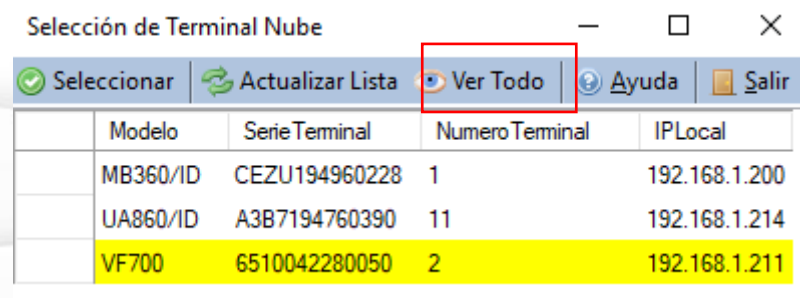 Selección de Terminal Nube
Seleccionar Actualizar Lista Ver Todo Ayuda Salir
Modelo SerieTerminal NumeroTerminal IPLocal
MB360/ID CEZU194960228 1 192.168.1.200
UA860/ID A3B7194760390 11 192.168.1.214
VF700 6510042280050 2 192.168.1.211